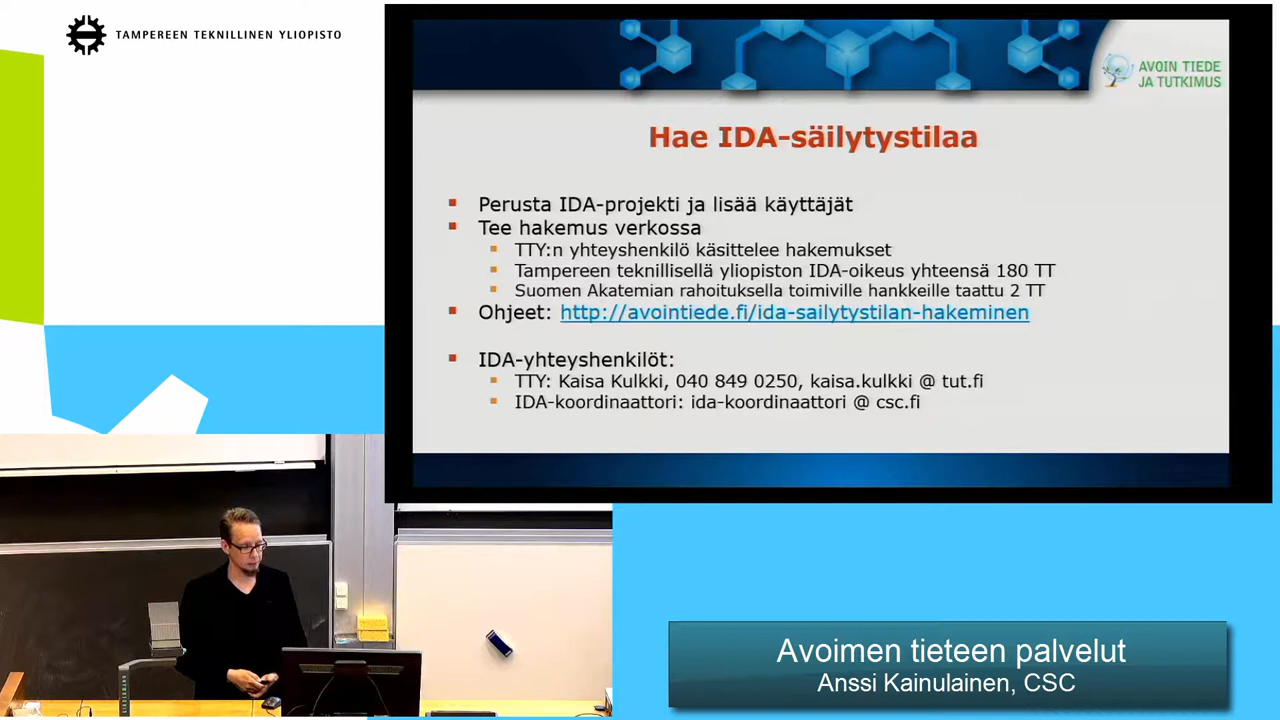 TAMPEREEN TEKNILLINEN YLIOPISTO
AVOIN TIEDE
JA TUTKIMUS
Hae IDA-säilytystilaa
Perusta IDA-projekti ja lisää käyttäjät
Tee hakemus verkossa
TTY:n yhteyshenkilö käsittelee hakemukset
Tampereen teknillisellä yliopiston IDA-oikeus yhteensä 180 TT
Suomen Akatemian rahoituksella toimiville hankkeille taattu 2 TT
Ohjeet: http://avointiede.fi/ida-sailytystilan-hakeminen
IDA-yhteyshenkilöt:
TTY: Kaisa Kulkki, 040 849 0250, kaisa.kulkki @ tut.fi
IDA-koordinaattori: ida-koordinaattori @ csc.fi
Avoimen tieteen palvelut
Anssi Kainulainen, CSC